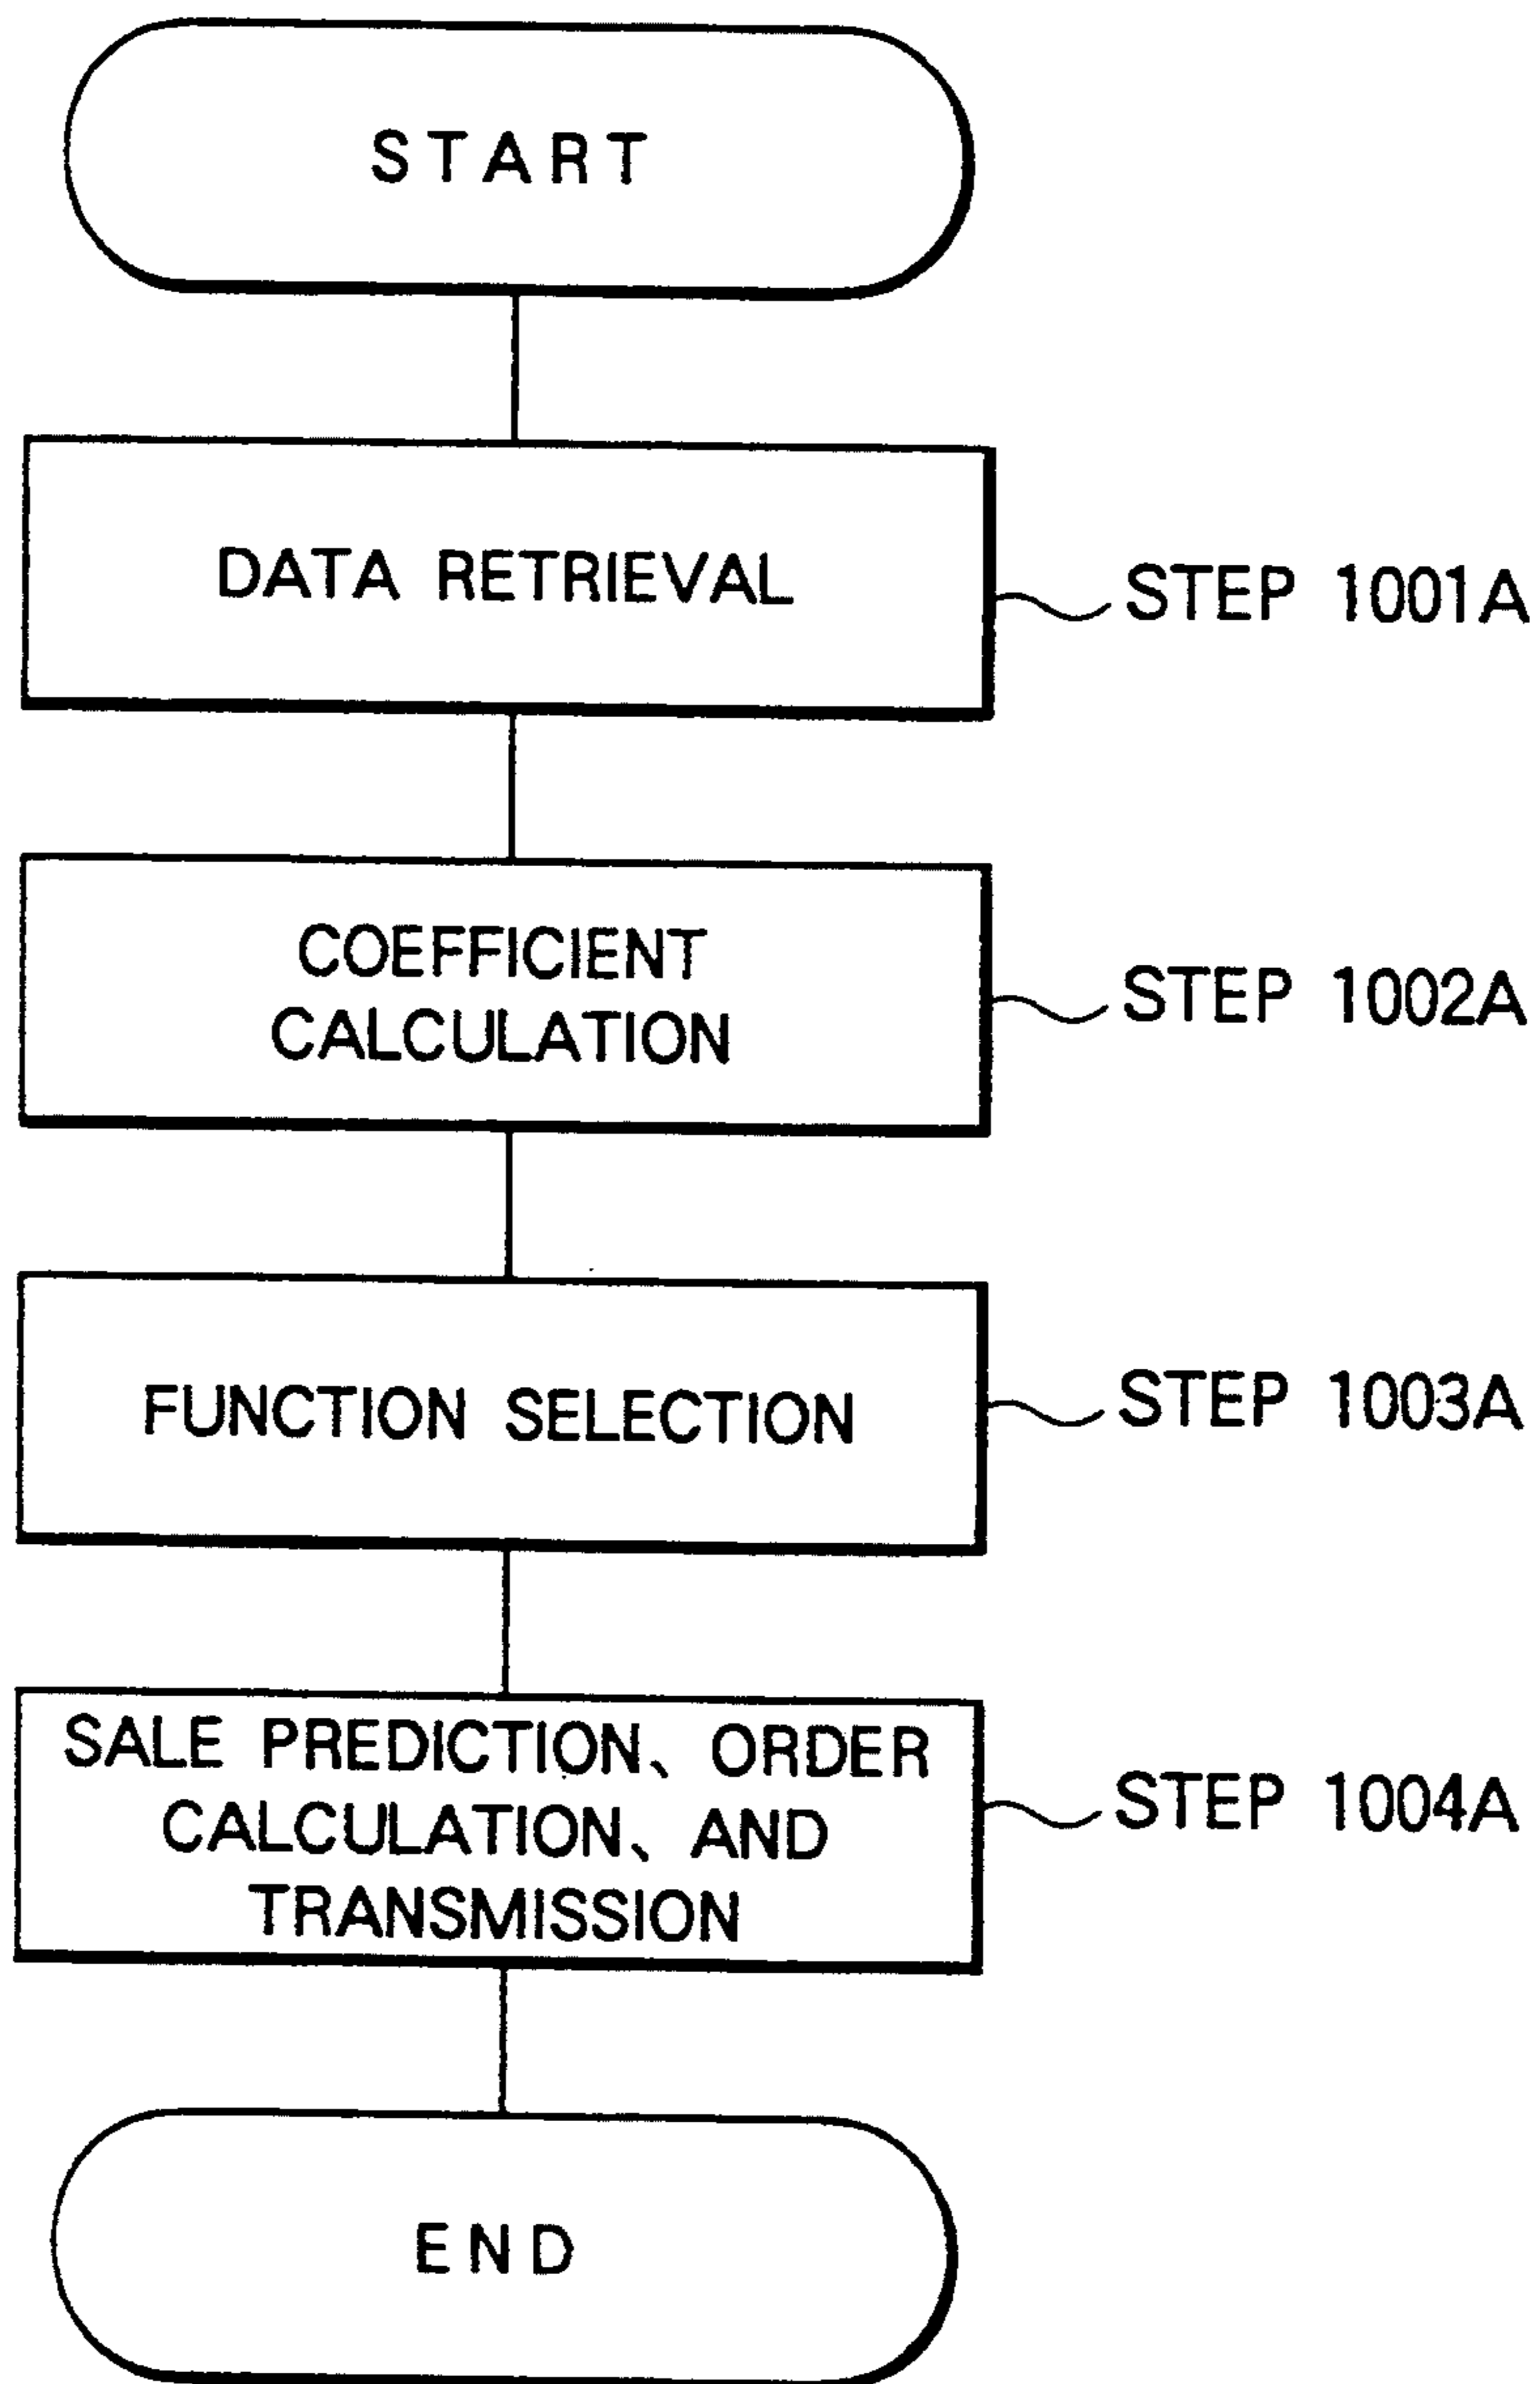 START
DATA RETRIEVAL
STEP 1001A
COEFFICIENT
CALCULATION
STEP 1002A
FUNCTION SELECTION
STEP 1003A
SALE PREDICTION、 ORDER
CALCULATION、 AND
TRANSMISSION
STEP 1004A
END